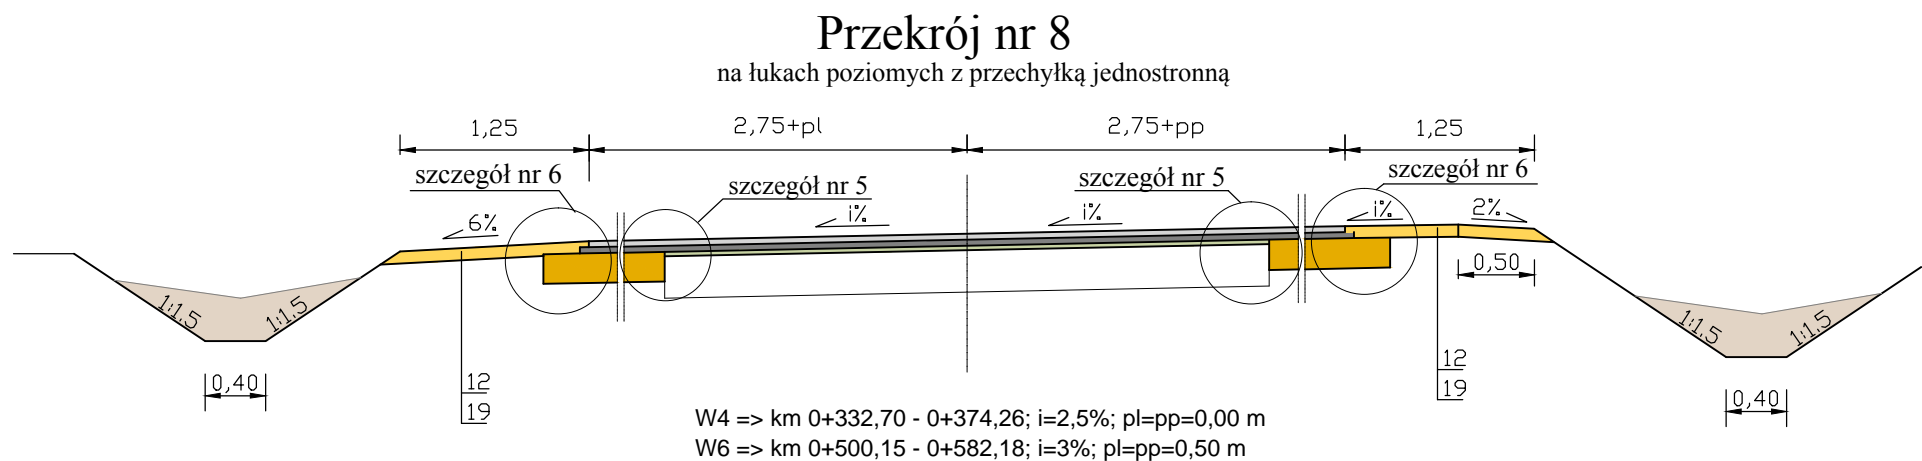 Przekrój nr 8
na łukach poziomych z przechyłką jednostronną
1,25 2,75+pl 2,75+pp 1,25
szczegół nr 6 szczegół nr 5 szczegół nr 5 szczegół nr 6
6% i% i% i% 2%
0,50
1:1,5 1:1,5 1:1,5 1:1,5
12 12
19 19
0,40 0,40
W4 => km 0+332,70 - 0+374,26; i=2,5%; pl=pp=0,00 m
W6 => km 0+500,15 - 0+582,18; i=3%; pl=pp=0,50 m